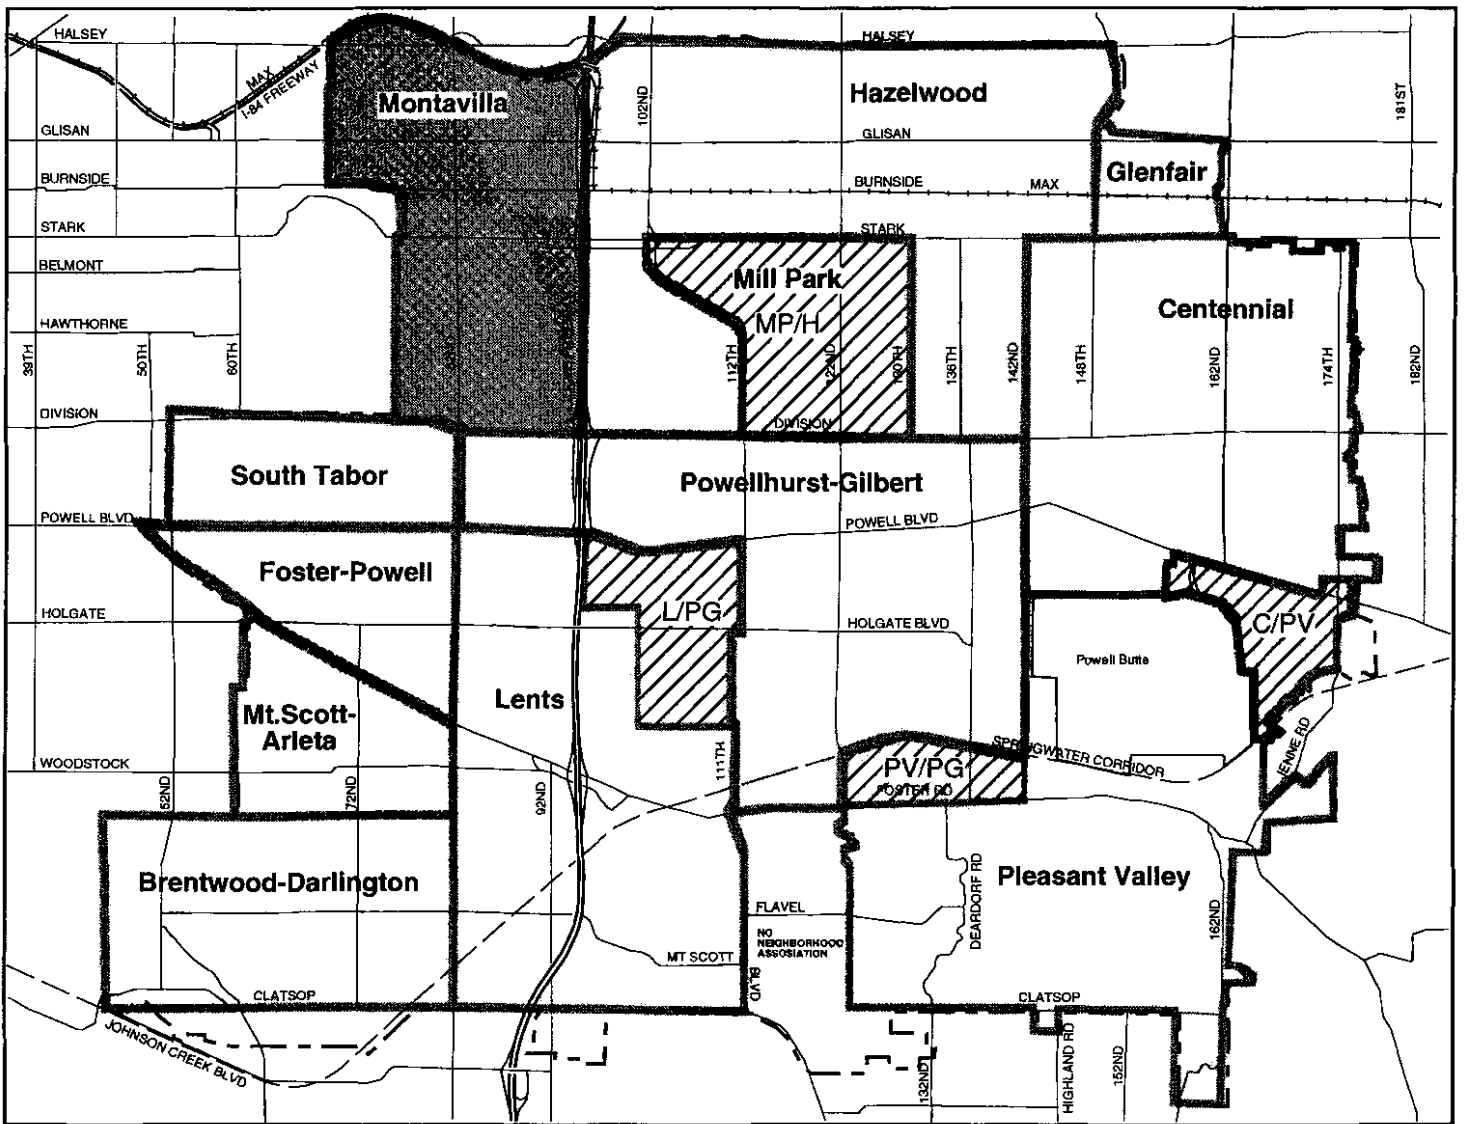 HALSEY
HALSEY
MAX
I-84 FREEWAY
Montavilla
Hazelwood
102ND
181ST
GLISAN
GLISAN
Glenfair
BURNSIDE
BURNSIDE
MAX
STARK
STARK
BELMONT
Mill Park
MP/H
Centennial
HAWTHORNE
39TH
50TH
60TH
112TH
122ND
130TH
136TH
142ND
148TH
162ND
174TH
182ND
DIVISION
DIVISION
South Tabor
Powellhurst-Gilbert
POWELL BLVD
POWELL BLVD
Foster-Powell
L/PG
C/PV
HOLGATE
HOLGATE BLVD
Powell Butte
Lents
Mt.Scott-
Arleta
JENNE RD
SPRINGWATER CORRIDOR
111TH
PV/PG
FOSTER RD
WOODSTOCK
52ND
72ND
92ND
Brentwood-Darlington
Pleasant Valley
DEARDORF RD
162ND
FLAVEL
NO
NEIGHBORHOOD
ASSOSIATION
MT SCOTT
BLVD
CLATSOP
CLATSOP
JOHNSON CREEK BLVD
132ND
HIGHLAND RD
152ND